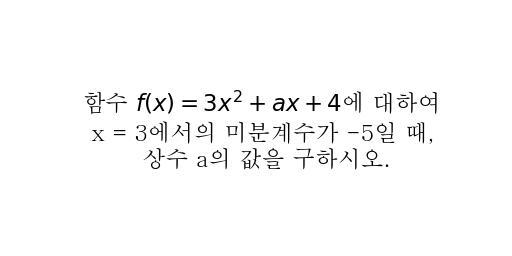 함수 f(x) = 3x² + ax + 4에 대하여
x = 3에서의 미분계수가 -5일 때,
상수 a의 값을 구하시오.